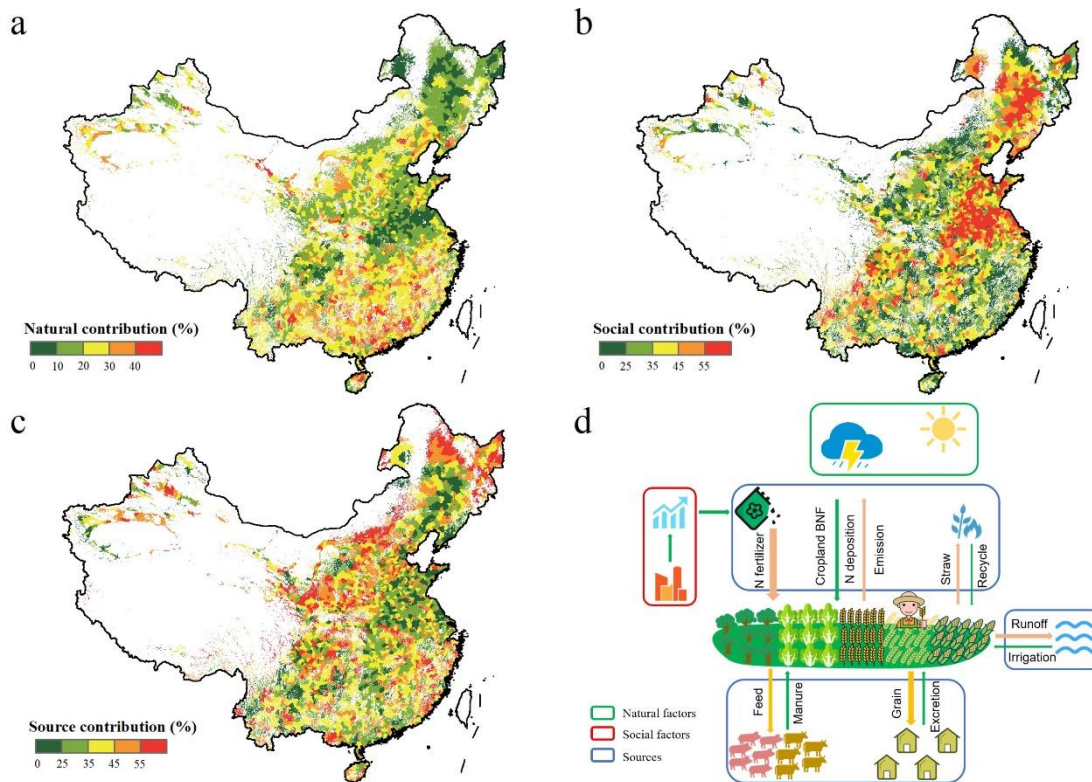 a
Natural contribution (%)
0 10 20 30 40
b
Social contribution (%)
0 25 35 45 55
c
Source contribution (%)
0 25 35 45 55
d
N fertilizer
Cropland BNF
N deposition
Emission
Straw
Recycle
Runoff
Irrigation
Feed
Manure
Grain
Excretion
Natural factors
Social factors
Sources